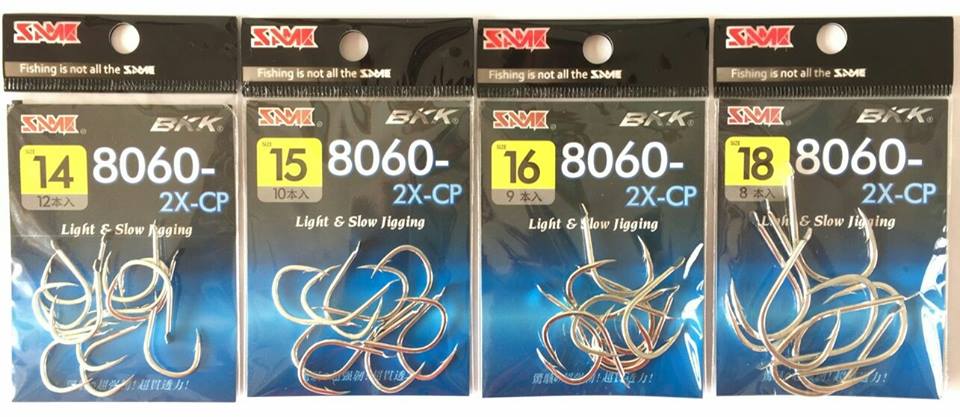 SAME
Fishing is not all the SAME
SAME® BKK®
SIZE
14
12本入
8060-
2X-CP
Light & Slow Jigging
SAME
Fishing is not all the SAME
SAME® BKK®
SIZE
15
10本入
8060-
2X-CP
Light & Slow Jigging
SAME
Fishing is not all the SAME
SAME® BKK®
SIZE
16
9本入
8060-
2X-CP
Light & Slow Jigging
SAME
Fishing is not all the SAME
SAME® BKK®
SIZE
18
8本入
8060-
2X-CP
Light & Slow Jigging